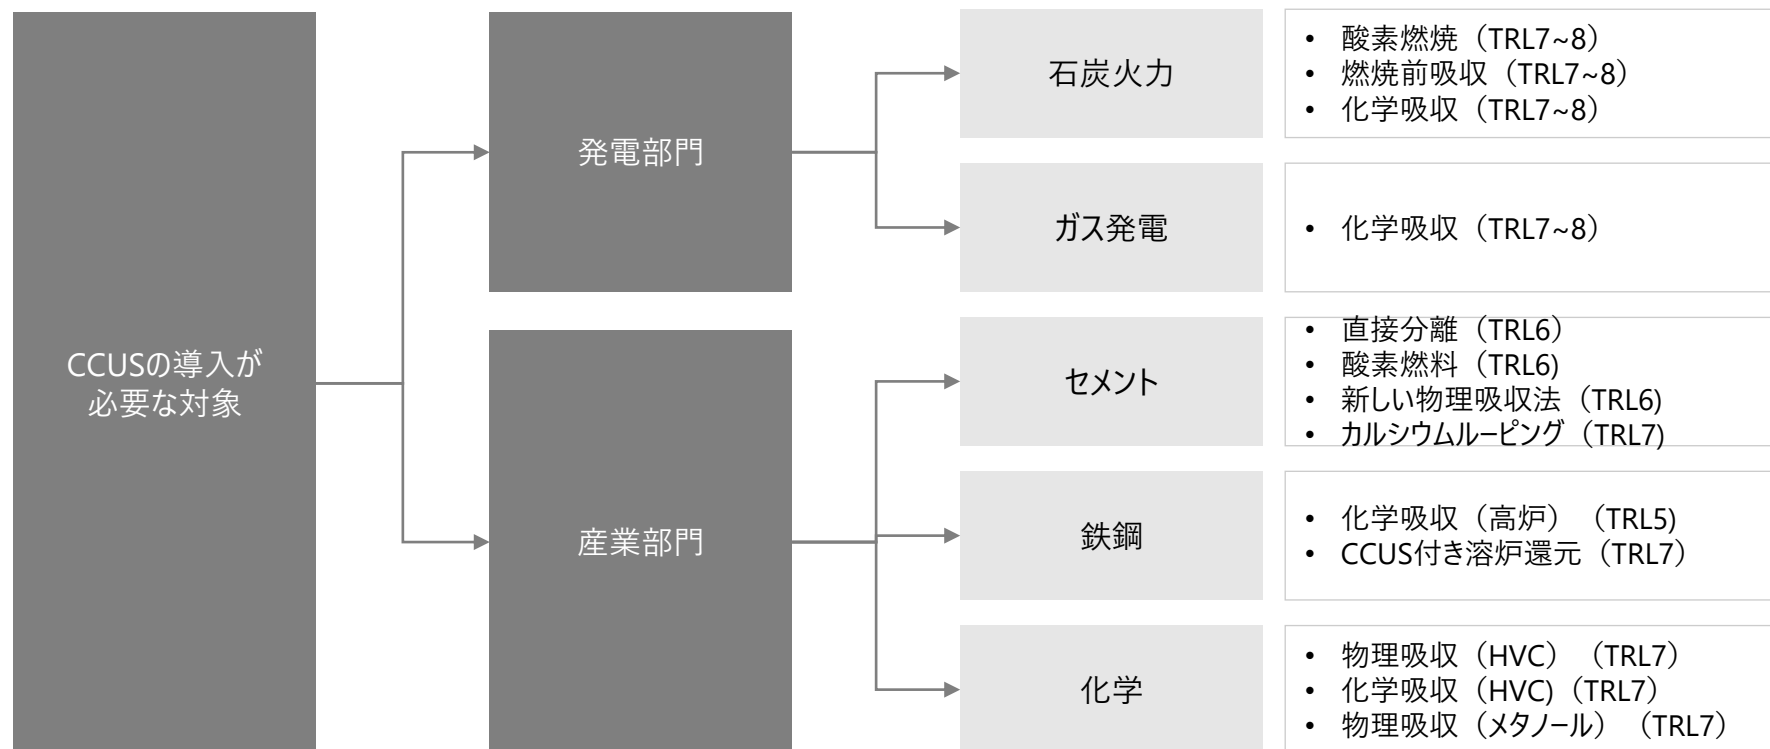 CCUSの導入が
必要な対象
発電部門
石炭火力
• 酸素燃焼（TRL7~8）
• 燃焼前吸収（TRL7~8）
• 化学吸収（TRL7~8）
ガス発電
• 化学吸収（TRL7~8）
産業部門
セメント
• 直接分離（TRL6）
• 酸素燃料（TRL6)
• 新しい物理吸収法（TRL6)
• カルシウムルーピング（TRL7)
鉄鋼
• 化学吸収（高炉）（TRL5)
• CCUS付き溶炉還元（TRL7）
化学
• 物理吸収（HVC）（TRL7）
• 化学吸収（HVC)（TRL7）
• 物理吸収（メタノール）（TRL7）